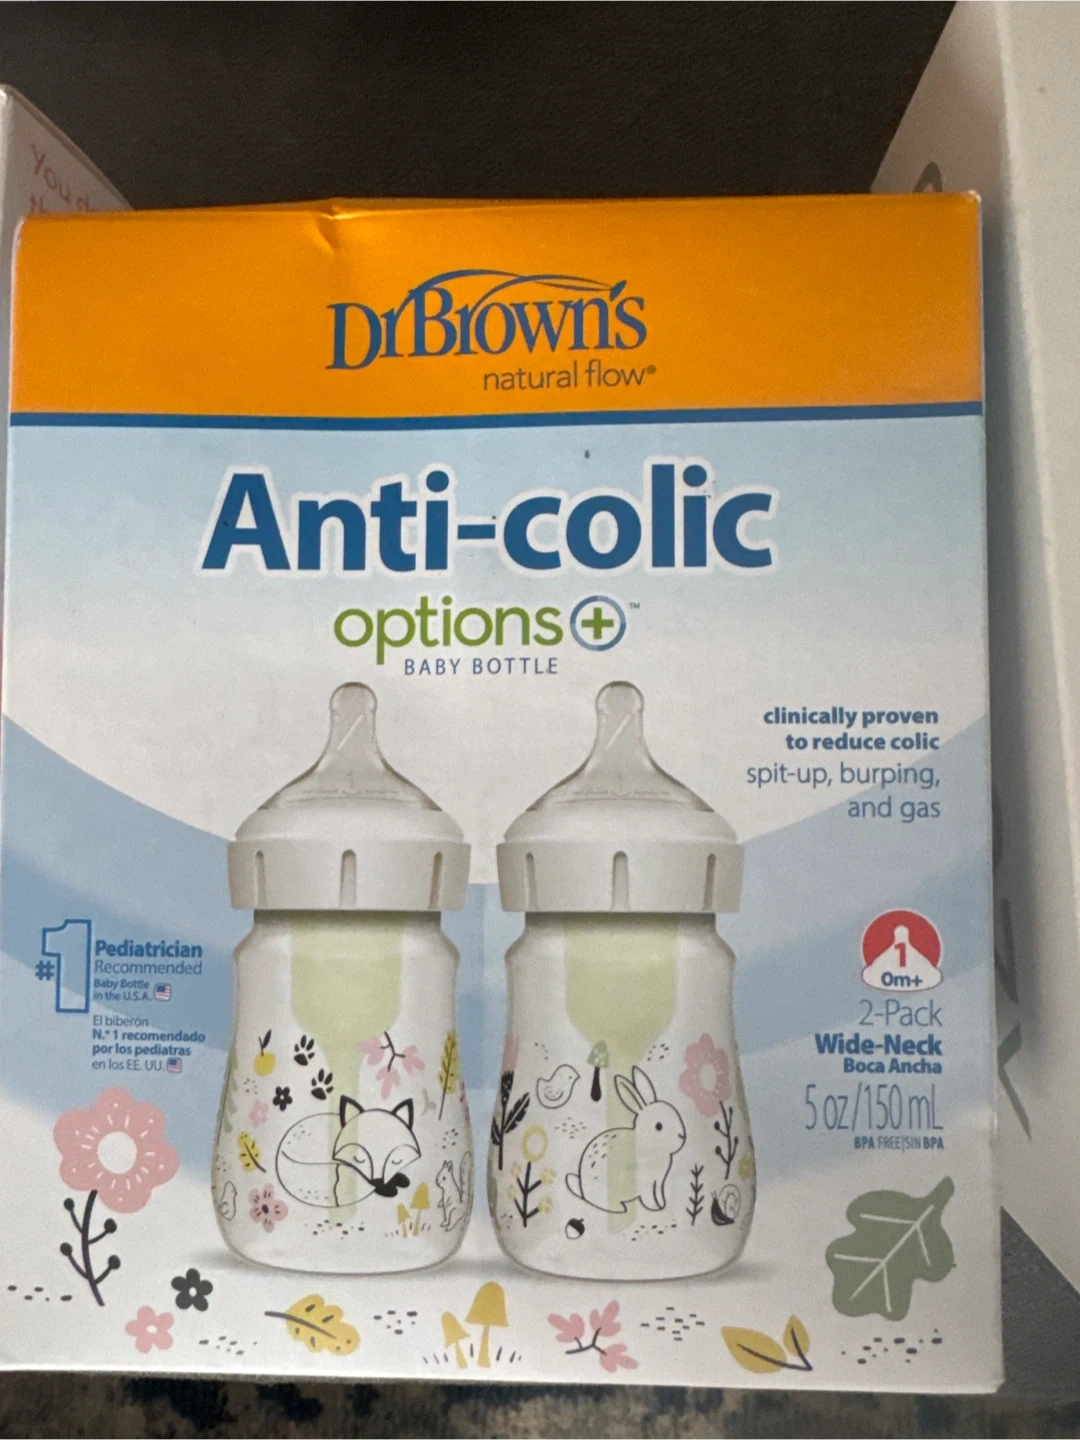 You
DrBrown's
natural flow®
Anti-colic
options+™
BABY BOTTLE
clinically proven
to reduce colic
spit-up, burping,
and gas
#1
Pediatrician
Recommended
Baby Bottle
in the U.S.A.
El biberón
N.º 1 recomendado
por los pediatras
en los EE. UU.
1
0m+
2-Pack
Wide-Neck
Boca Ancha
5 oz/150 mL
BPA FREE|SIN BPA